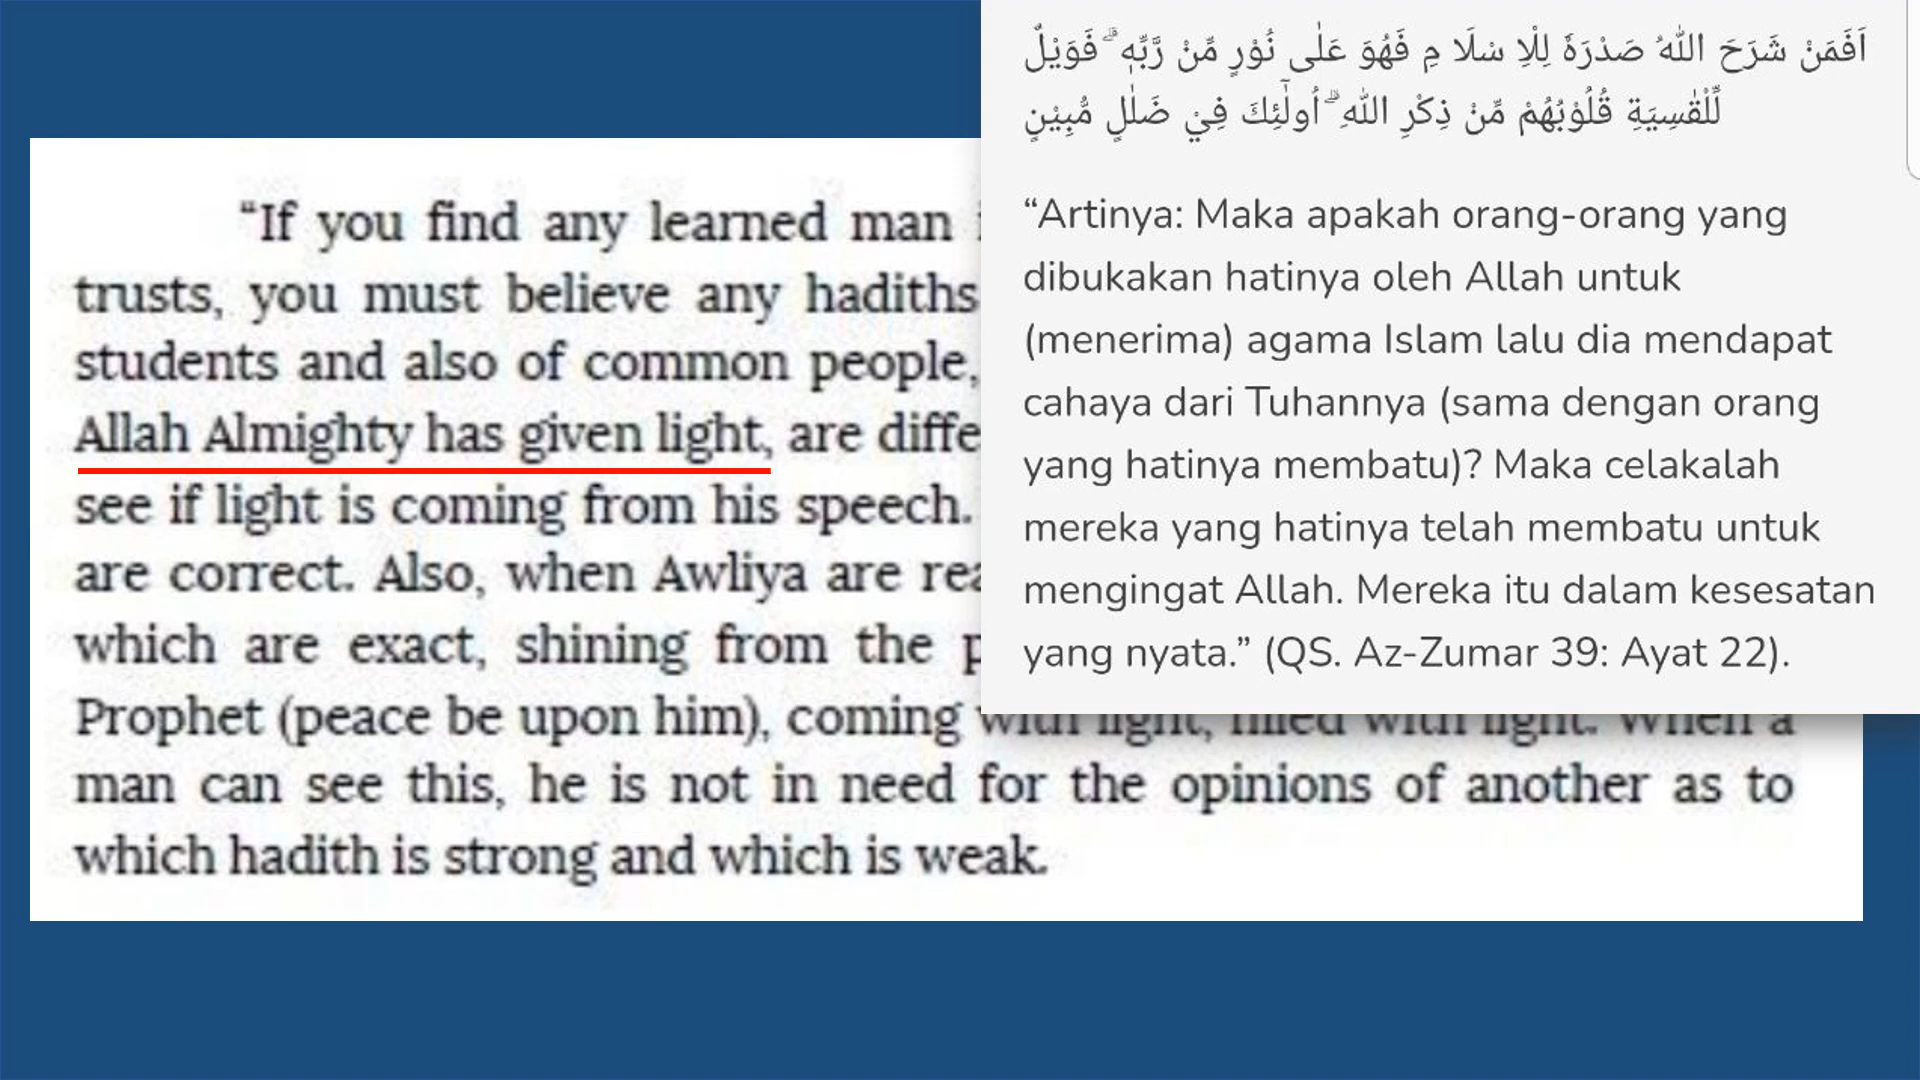 اَفَمَنْ شَرَحَ اللّٰهُ صَدْرَهٗ لِلْاِ سْلَا مِ فَهُوَ عَلٰى نُوْرٍ مِّنْ رَّبِّهٖ ۗ فَوَيْلٌ
لِّلْقٰسِيَةِ قُلُوْبُهُمْ مِّنْ ذِكْرِ اللّٰهِ ۗ اُولٰٓئِكَ فِيْ ضَلٰلٍ مُّبِيْنٍ
“Artinya: Maka apakah orang-orang yang
dibukakan hatinya oleh Allah untuk
(menerima) agama Islam lalu dia mendapat
cahaya dari Tuhannya (sama dengan orang
yang hatinya membatu)? Maka celakalah
mereka yang hatinya telah membatu untuk
mengingat Allah. Mereka itu dalam kesesatan
yang nyata.” (QS. Az-Zumar 39: Ayat 22).
“If you find any learned man
trusts, you must believe any hadiths
students and also of common people,
Allah Almighty has given light, are
see if light is coming from his speech.
are correct. Also, when Awliya are
which are exact, shining from the
Prophet (peace be upon him), coming with light, filled with light. When a
man can see this, he is not in need for the opinions of another as to
which hadith is strong and which is weak.